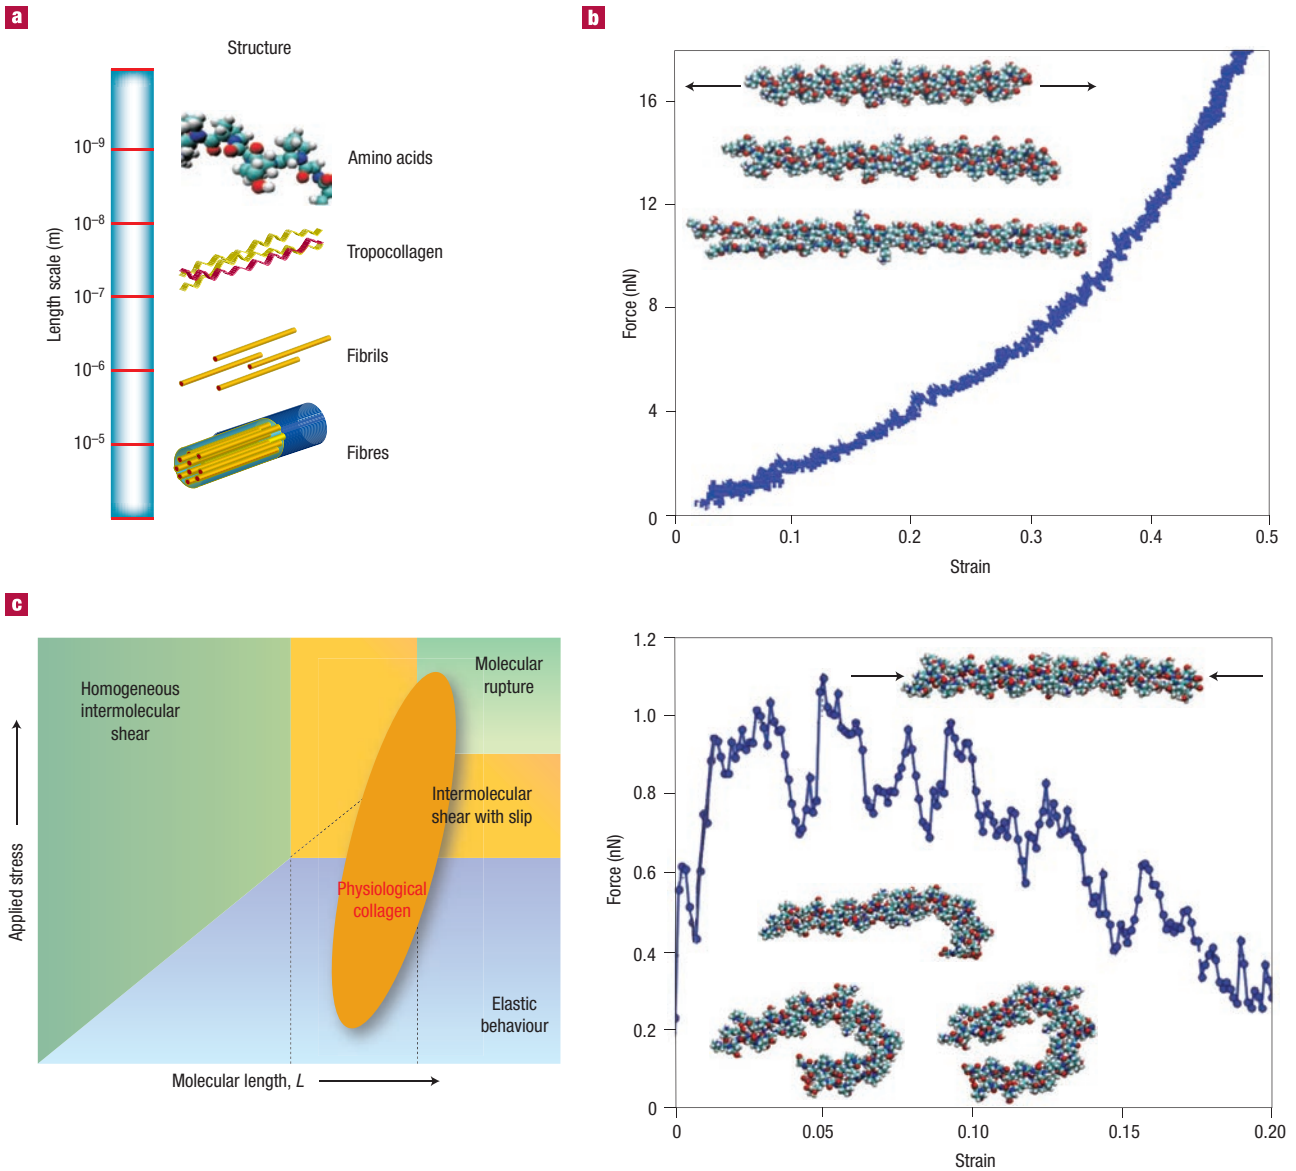 a
Structure
Length scale (m)
10⁻⁹
10⁻⁸
10⁻⁷
10⁻⁶
10⁻⁵
Amino acids
Tropocollagen
Fibrils
Fibres
b
Force (nN)
16
12
8
4
0
0
0.1
0.2
0.3
0.4
0.5
Strain
c
Applied stress
Homogeneous
intermolecular
shear
Molecular
rupture
Intermolecular
shear with slip
Physiological
collagen
Elastic
behaviour
Molecular length, L
Force (nN)
1.2
1.0
0.8
0.6
0.4
0.2
0
0
0.05
0.10
0.15
0.20
Strain